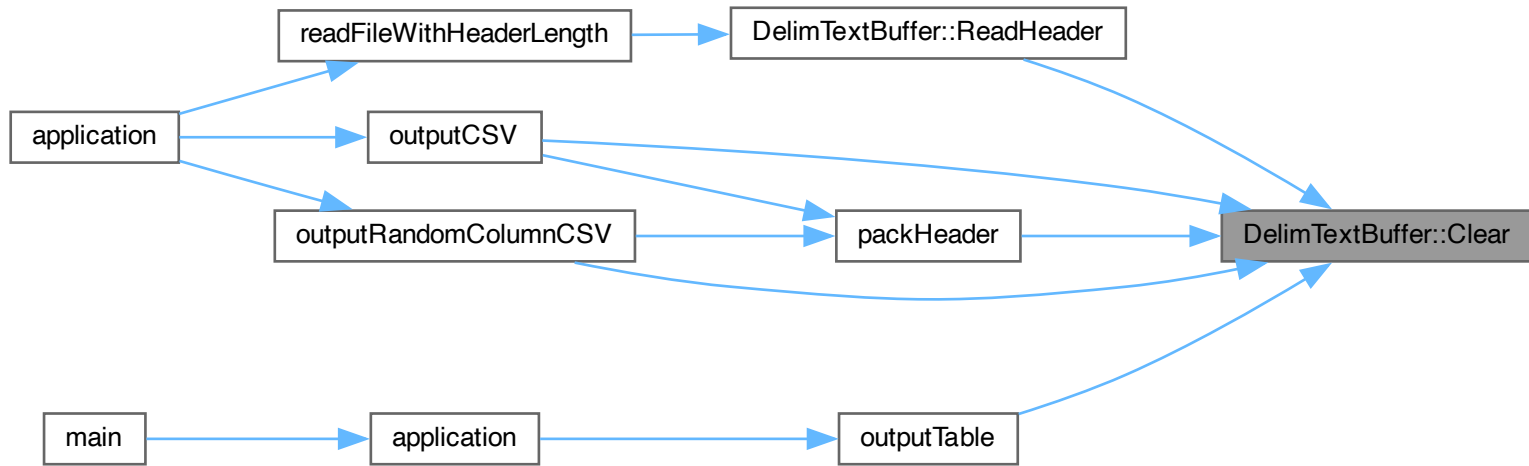 readFileWithHeaderLength
DelimTextBuffer::ReadHeader
application
outputCSV
outputRandomColumnCSV
packHeader
DelimTextBuffer::Clear
main
application
outputTable